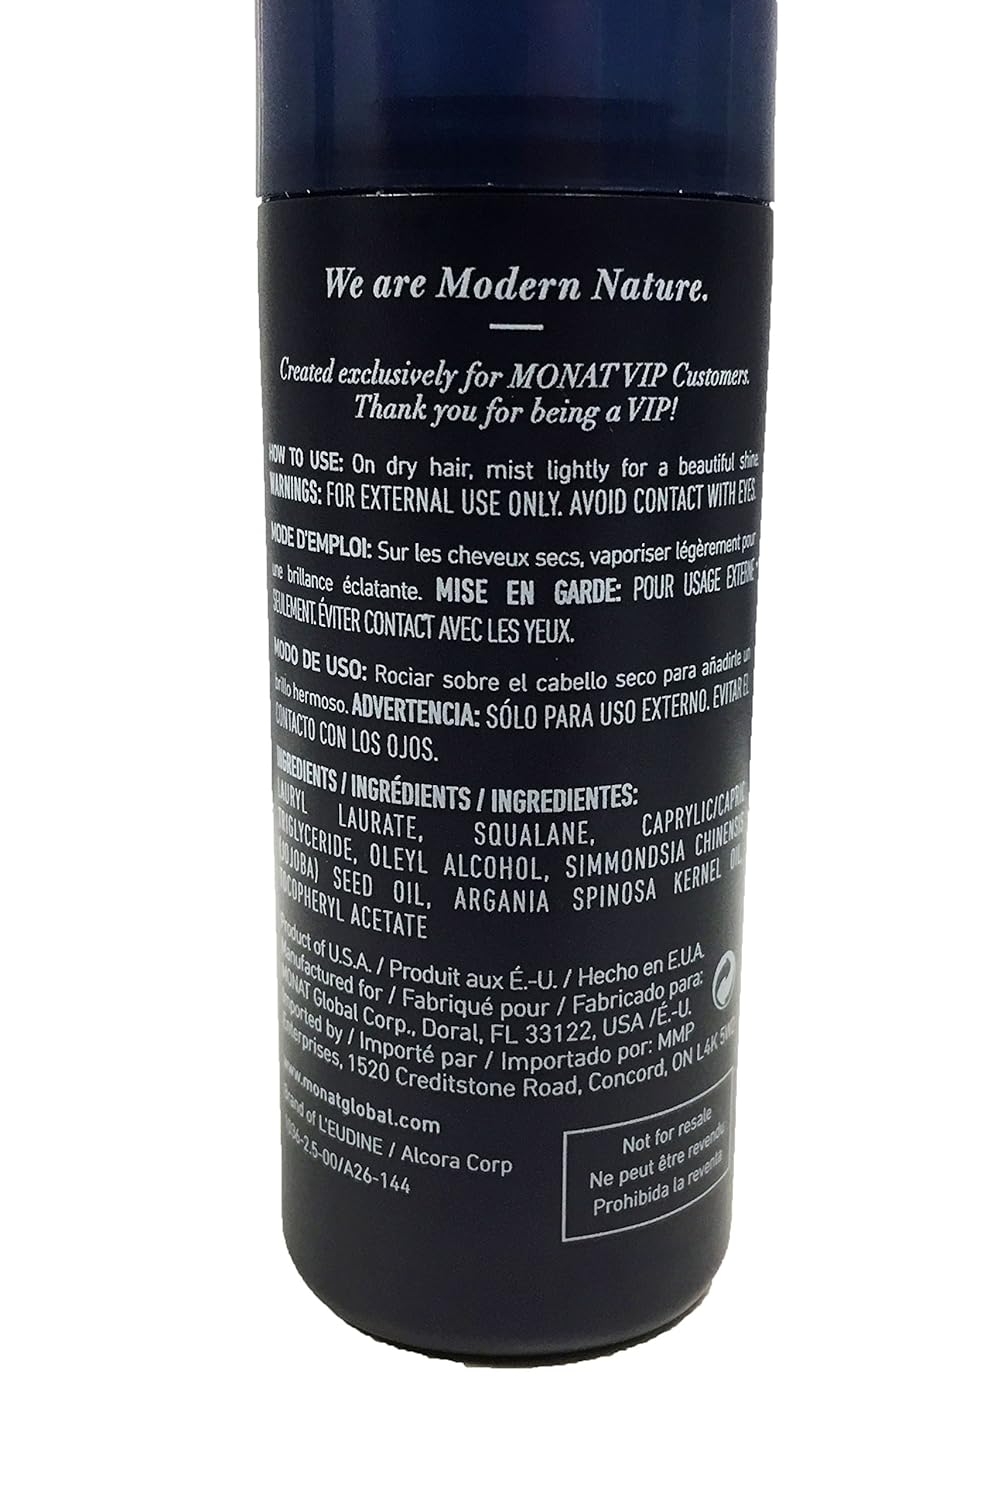 We are Modern Nature.
Created exclusively for MONAT VIP Customers.
Thank you for being a VIP!
HOW TO USE: On dry hair, mist lightly for a beautiful shine.
WARNINGS: FOR EXTERNAL USE ONLY. AVOID CONTACT WITH EYES.
MODE D'EMPLOI: Sur les cheveux secs, vaporiser légèrement pour
une brillance éclatante. MISE EN GARDE: POUR USAGE EXTERNE
SEULEMENT. ÉVITER CONTACT AVEC LES YEUX.
MODO DE USO: Rociar sobre el cabello seco para añadirle un
brillo hermoso. ADVERTENCIA: SÓLO PARA USO EXTERNO. EVITAR EL
CONTACTO CON LOS OJOS.
INGREDIENTS / INGRÉDIENTS / INGREDIENTES:
LAURYL LAURATE, SQUALANE, CAPRYLIC/CAPRIC
TRIGLYCERIDE, OLEYL ALCOHOL, SIMMONDSIA CHINENSIS
(JOJOBA) SEED OIL, ARGANIA SPINOSA KERNEL OIL,
TOCOPHERYL ACETATE
Product of U.S.A. / Produit aux É.-U. / Hecho en E.U.A.
Manufactured for / Fabriqué pour / Fabricado para:
MONAT Global Corp., Doral, FL 33122, USA /É.-U.
Imported by / Importé par / Importado por: MMP
Enterprises, 1520 Creditstone Road, Concord, ON L4K
www.monatglobal.com
Brand of L'EUDINE / Alcora Corp
Not for resale
Ne peut être revendu
Prohibida la reventa